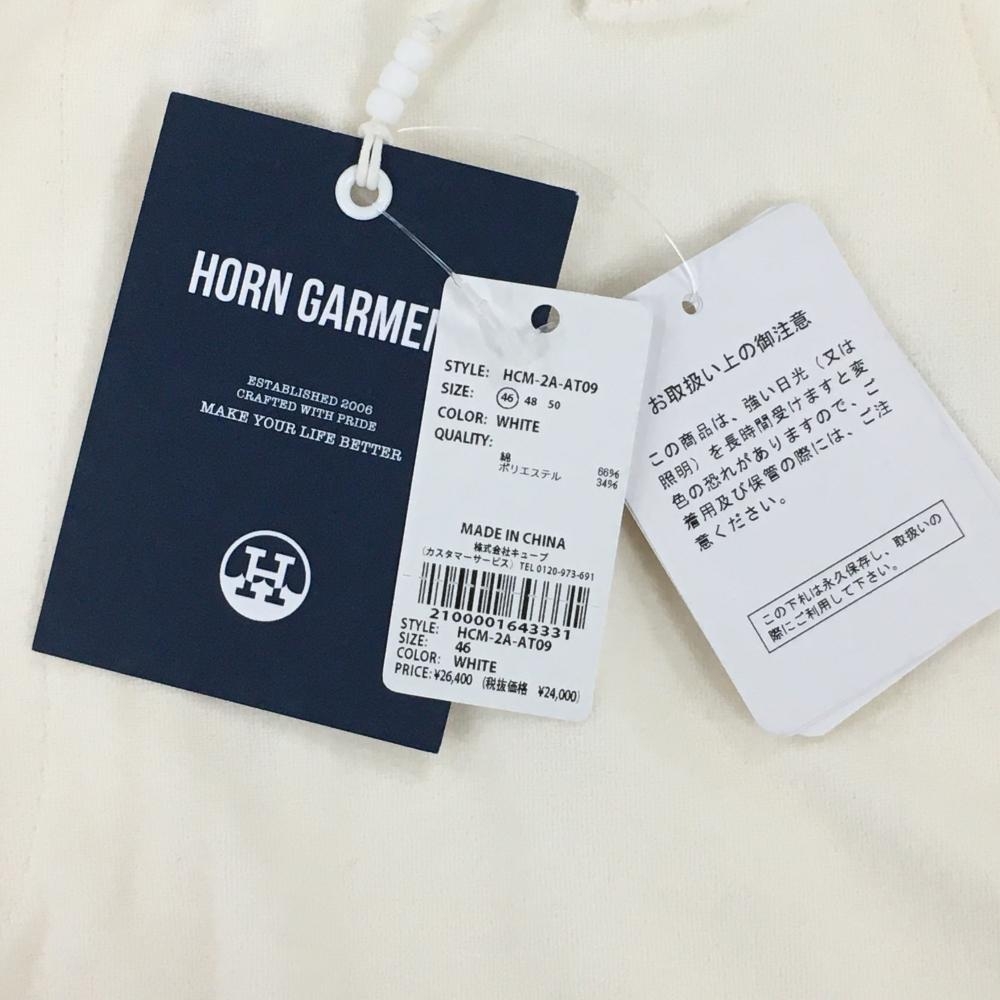 HORN GARMEN
ESTABLISHED 2006
CRAFTED WITH PRIDE
MAKE YOUR LIFE BETTER
H
STYLE: HCM-2A-AT09
SIZE: 46 48 50
COLOR: WHITE
QUALITY:
綿 66%
ポリエステル 34%
MADE IN CHINA
株式会社キューブ
(カスタマーサービス) TEL 0120-973-691
2100001643331
STYLE: HCM-2A-AT09
SIZE: 46
COLOR: WHITE
PRICE:¥26,400 (税抜価格 ¥24,000)
お取扱い上の御注意
この商品は、強い日光(又は
照明)を長時間受けますと変
色の恐れがありますので、ご
着用及び保管の際には、ご注
意ください。
この下札は永久保存し、取扱いの
際にご利用して下さい。